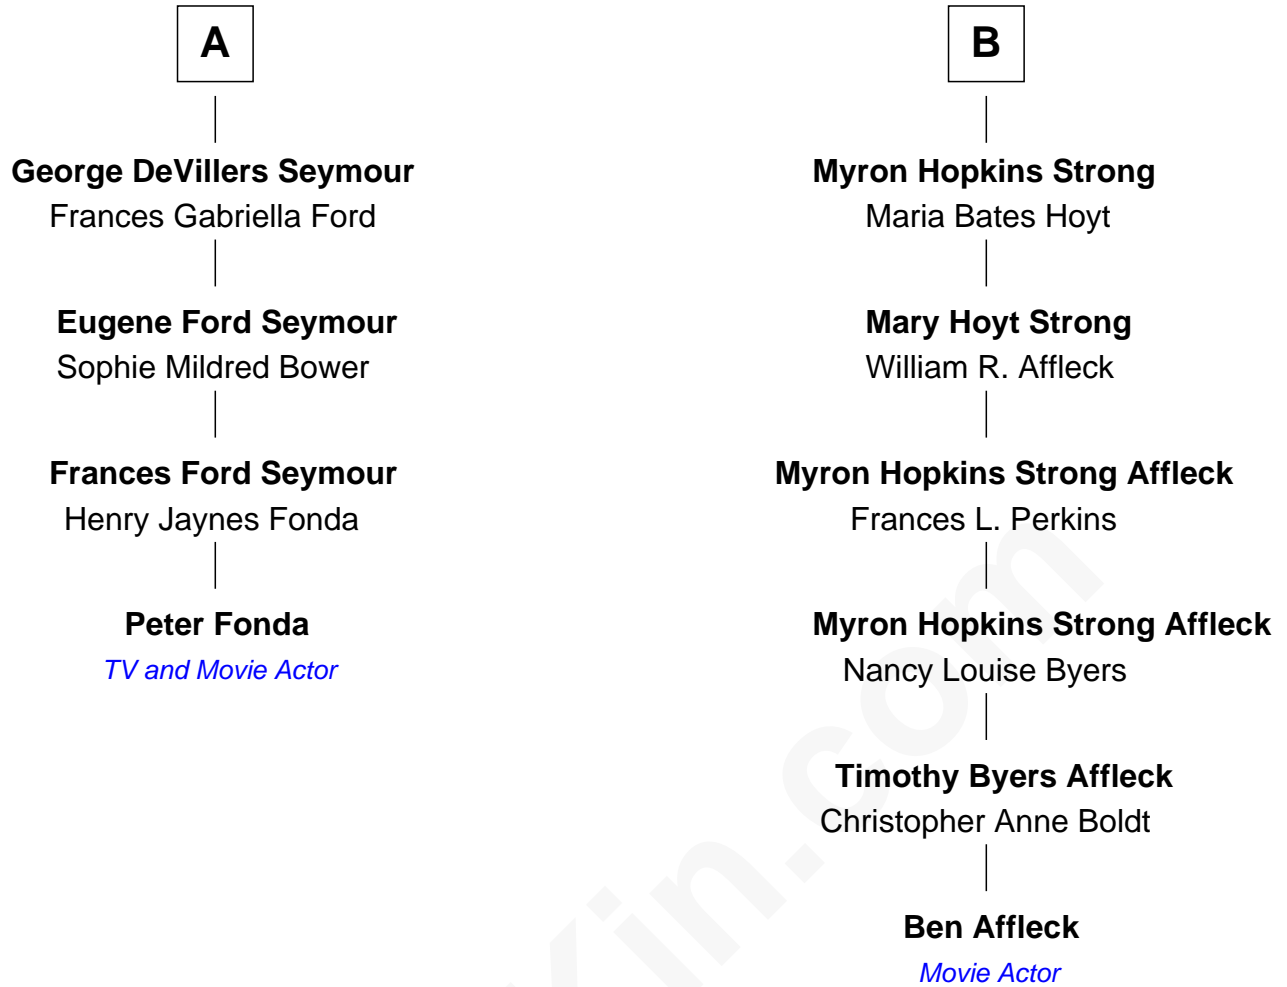 A
George DeVillers Seymour
Frances Gabriella Ford
Eugene Ford Seymour
Sophie Mildred Bower
Frances Ford Seymour
Henry Jaynes Fonda
Peter Fonda
TV and Movie Actor
B
Myron Hopkins Strong
Maria Bates Hoyt
Mary Hoyt Strong
William R. Affleck
Myron Hopkins Strong Affleck
Frances L. Perkins
Myron Hopkins Strong Affleck
Nancy Louise Byers
Timothy Byers Affleck
Christopher Anne Boldt
Ben Affleck
Movie Actor
Kin.com